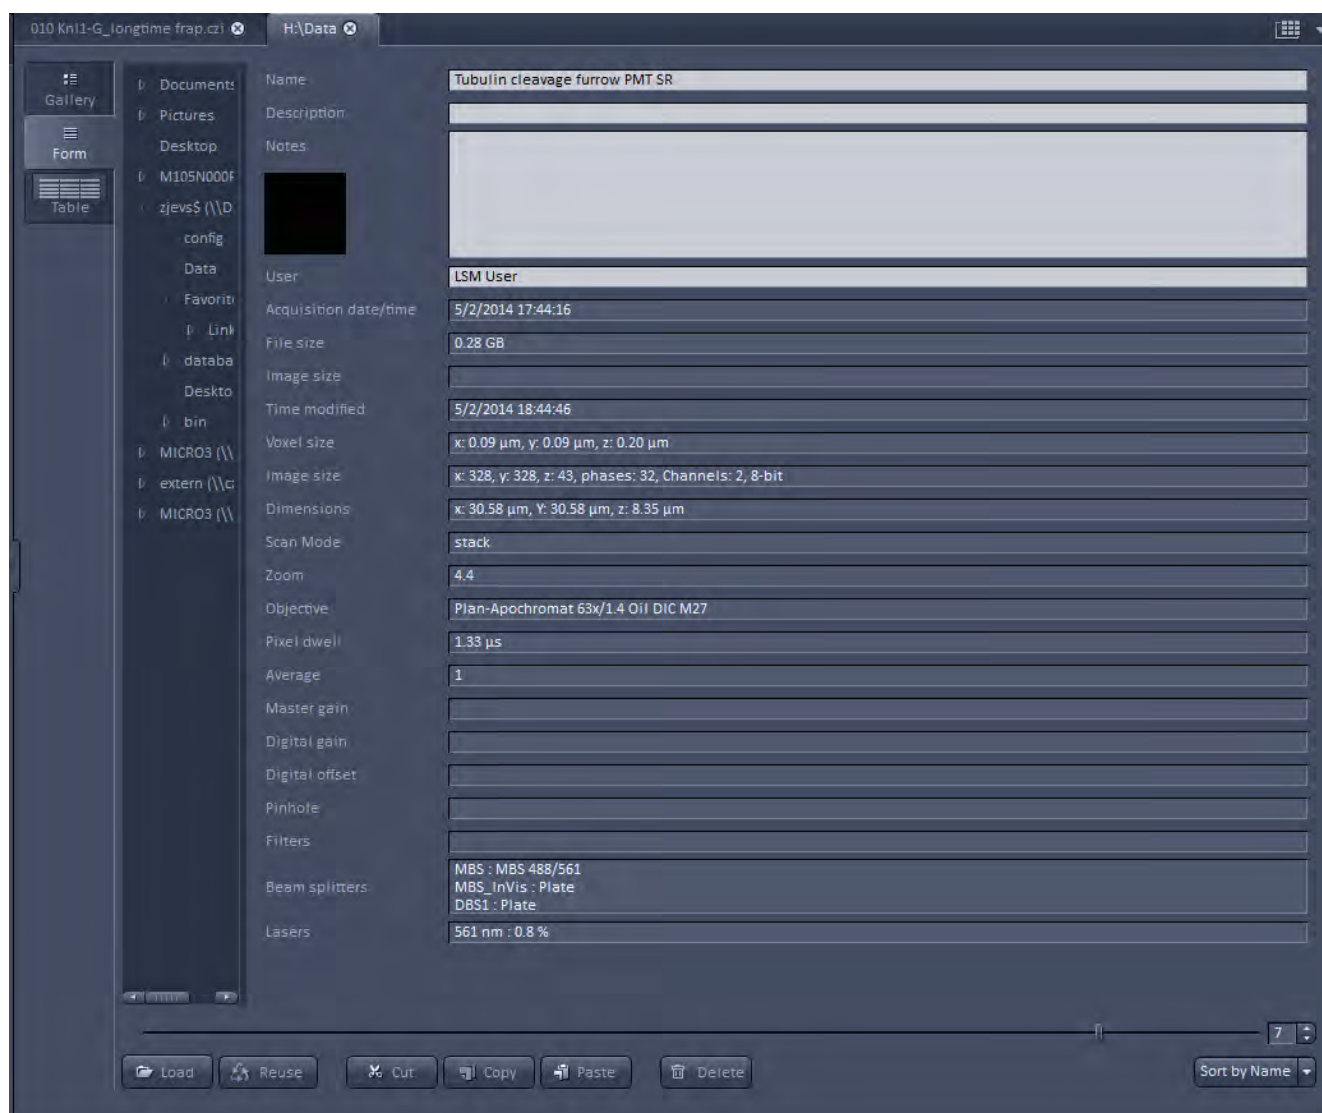 010 Knl1-G_longtime frap.czi
H:\Data
Gallery
Form
Table
Documents
Pictures
Desktop
zjevs$ (\\D
config
Data
Favorit
Link
databa
Deskto
bin
MICRO3 (\\
extern (\\
MICRO3 (\\
Name Tubulin cleavage furrow PMT SR
Description
Notes
User LSM User
Acquisition date/time 5/2/2014 17:44:16
File size 0.28 GB
Image size
Time modified 5/2/2014 18:44:46
Voxel size x: 0.09 µm, y: 0.09 µm, z: 0.20 µm
Image size x: 328, y: 328, z: 43, phases: 32, Channels: 2, 8-bit
Dimensions x: 30.58 µm, Y: 30.58 µm, z: 8.35 µm
Scan Mode stack
Zoom 4.4
Objective Plan-Apochromat 63x/1.4 Oil DIC M27
Pixel dwell 1.33 µs
Average 1
Master gain
Digital gain
Digital offset
Pinhole
Filters
Beam splitters MBS : MBS 488/561
MBS_InVis : Plate
DBS1 : Plate
Lasers 561 nm : 0.8 %
7
Load Reuse Cut Copy Paste Delete Sort by Name